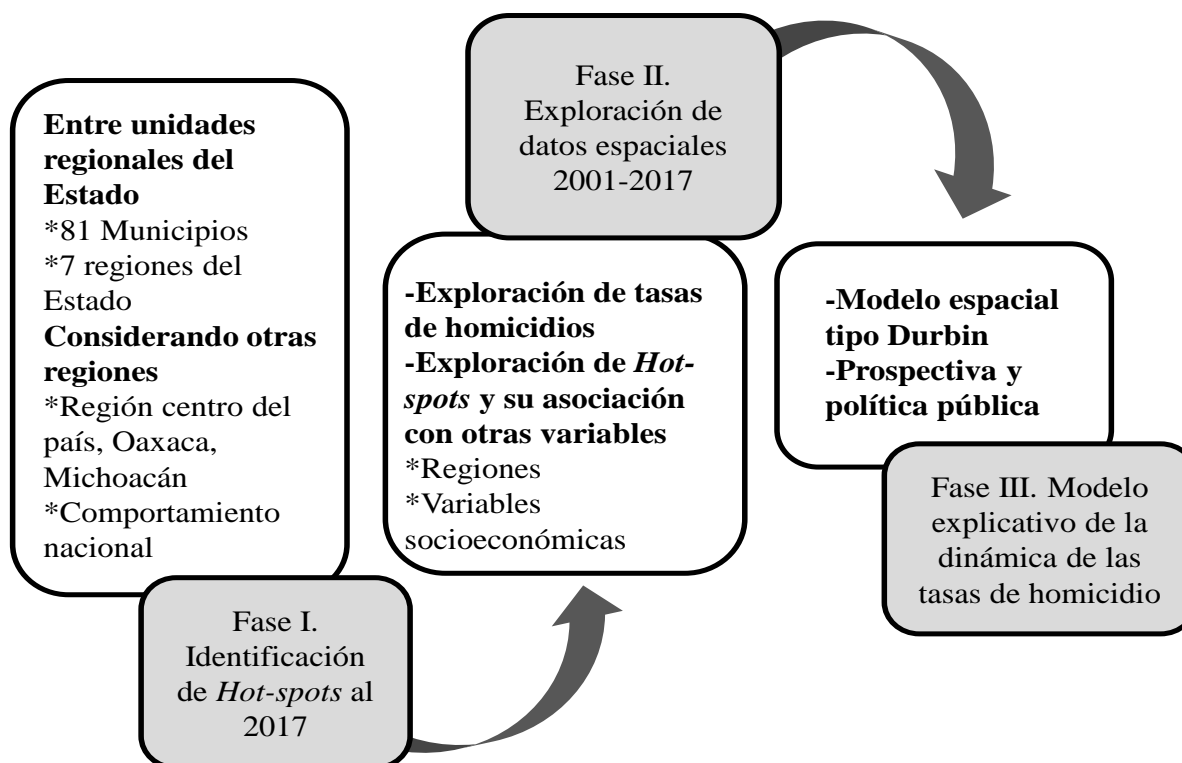 Entre unidades
regionales del
Estado
*81 Municipios
*7 regiones del
Estado
Considerando otras
regiones
*Región centro del
país, Oaxaca,
Michoacán
*Comportamiento
nacional
Fase I.
Identificación
de Hot-spots al
2017
Fase II.
Exploración de
datos espaciales
2001-2017
-Exploración de tasas
de homicidios
-Exploración de Hot-
spots y su asociación
con otras variables
*Regiones
*Variables
socioeconómicas
-Modelo espacial
tipo Durbin
-Prospectiva y
política pública
Fase III. Modelo
explicativo de la
dinámica de las
tasas de homicidio